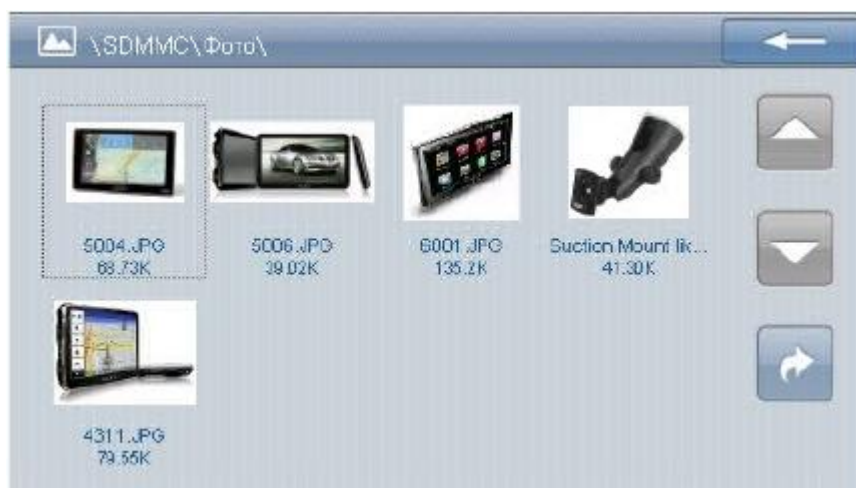 \SDMMC\Фото\
5004.JPG
68.73K
5006.JPG
39.02K
6001.JPG
135.2K
Suction Mount lik...
41.30K
4311.JPG
79.55K